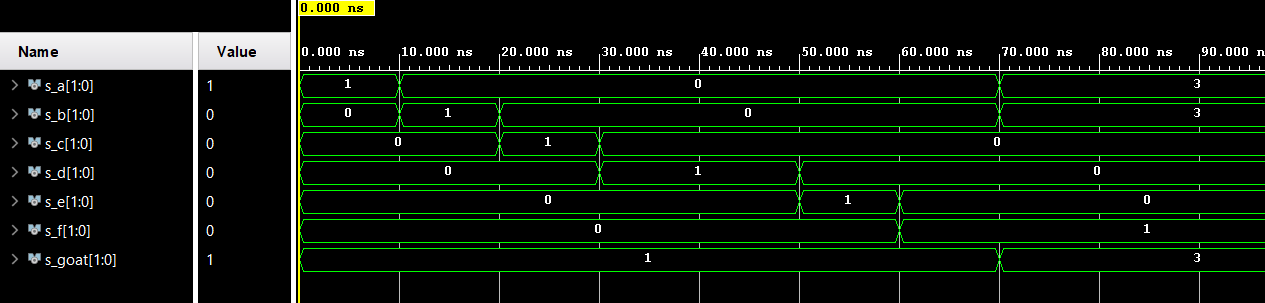 0.000 ns
Name Value
0.000 ns 10.000 ns 20.000 ns 30.000 ns 40.000 ns 50.000 ns 60.000 ns 70.000 ns 80.000 ns 90.000 ns
s_a[1:0] 1 1 0 3
s_b[1:0] 0 0 1 0 3
s_c[1:0] 0 0 1 0
s_d[1:0] 0 0 1 0
s_e[1:0] 0 0 1 0
s_f[1:0] 0 0 1
s_goat[1:0] 1 1 3